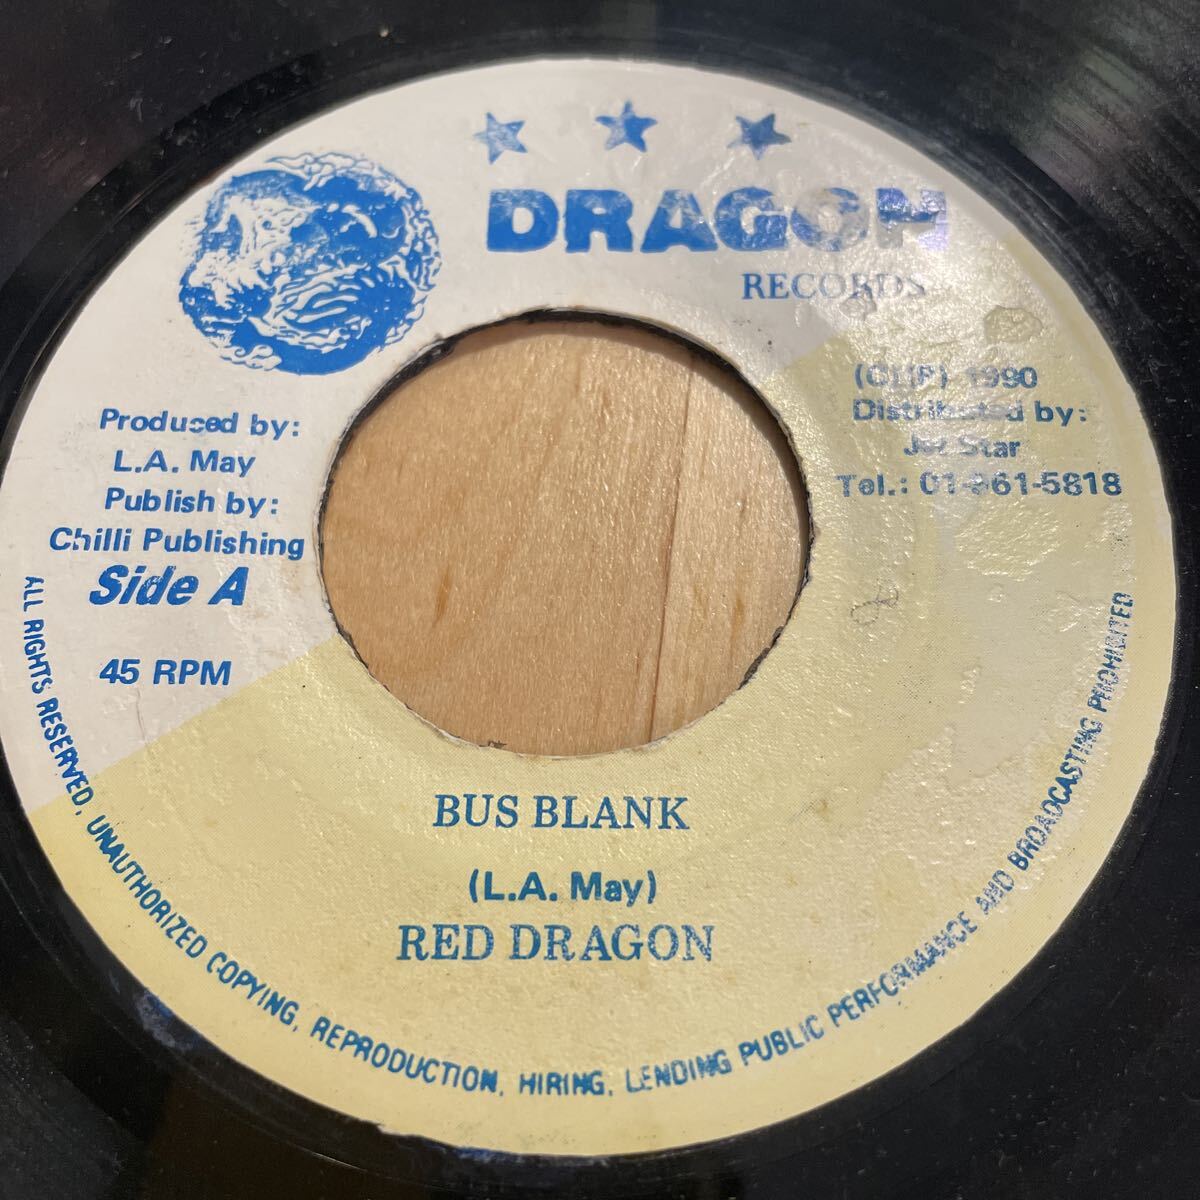 DRAGON
RECORDS
(C) (P) 1990
Distributed by:
Jet Star
Tel.: 01-961-5818
Produced by:
L.A. May
Publish by:
Chilli Publishing
Side A
45 RPM
BUS BLANK
(L.A. May)
RED DRAGON
ALL RIGHTS RESERVED, UNAUTHORIZED COPYING, REPRODUCTION, HIRING, LENDING PUBLIC PERFORMANCE AND BROADCASTING PROHIBITED